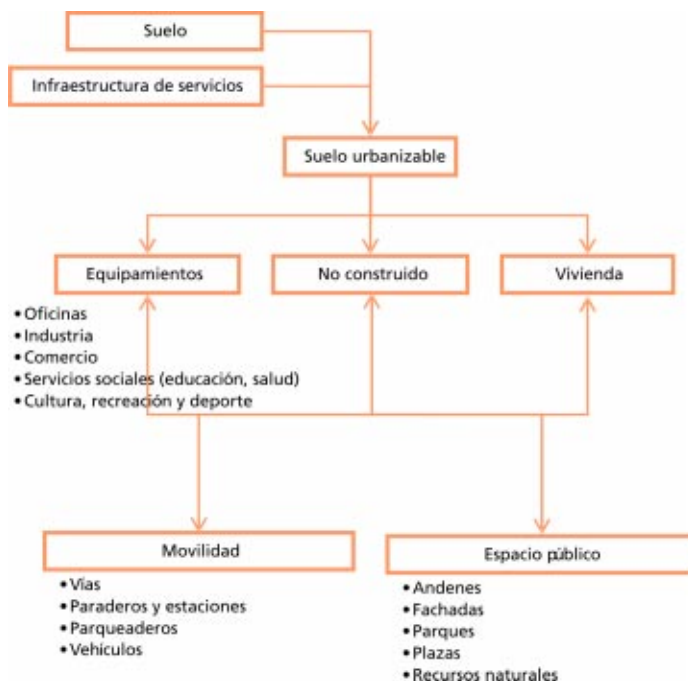 Suelo
Infraestructura de servicios
Suelo urbanizable
Equipamientos
No construido
Vivienda
• Oficinas
• Industria
• Comercio
• Servicios sociales (educación, salud)
• Cultura, recreación y deporte
Movilidad
Espacio público
• Vías
• Paraderos y estaciones
• Parqueaderos
• Vehículos
• Andenes
• Fachadas
• Parques
• Plazas
• Recursos naturales